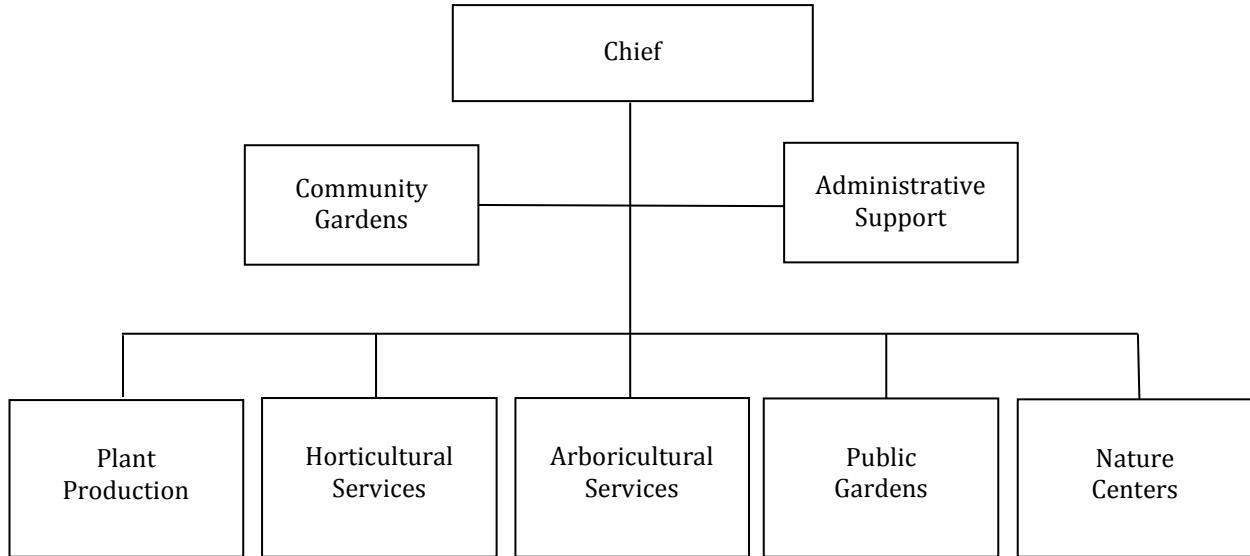 Chief
Community
Gardens
Administrative
Support
Plant
Production
Horticultural
Services
Arboricultural
Services
Public
Gardens
Nature
Centers